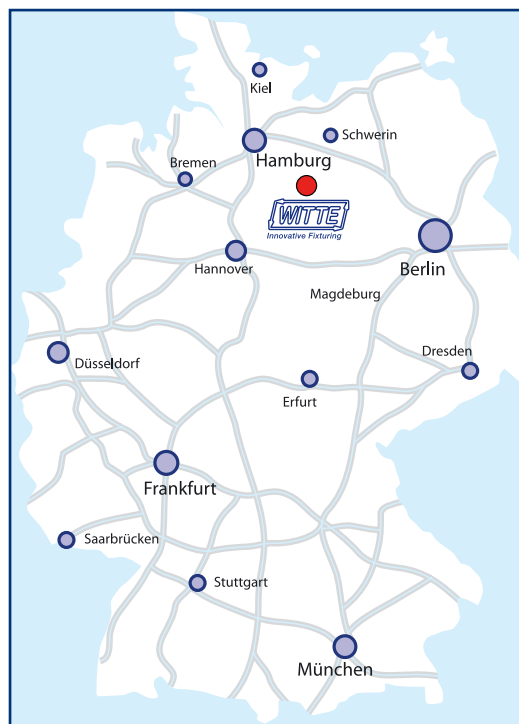 Kiel
Schwerin
Hamburg
Bremen
WITTE
Innovative Fixturing
Hannover
Berlin
Magdeburg
Dresden
Düsseldorf
Erfurt
Frankfurt
Saarbrücken
Stuttgart
München